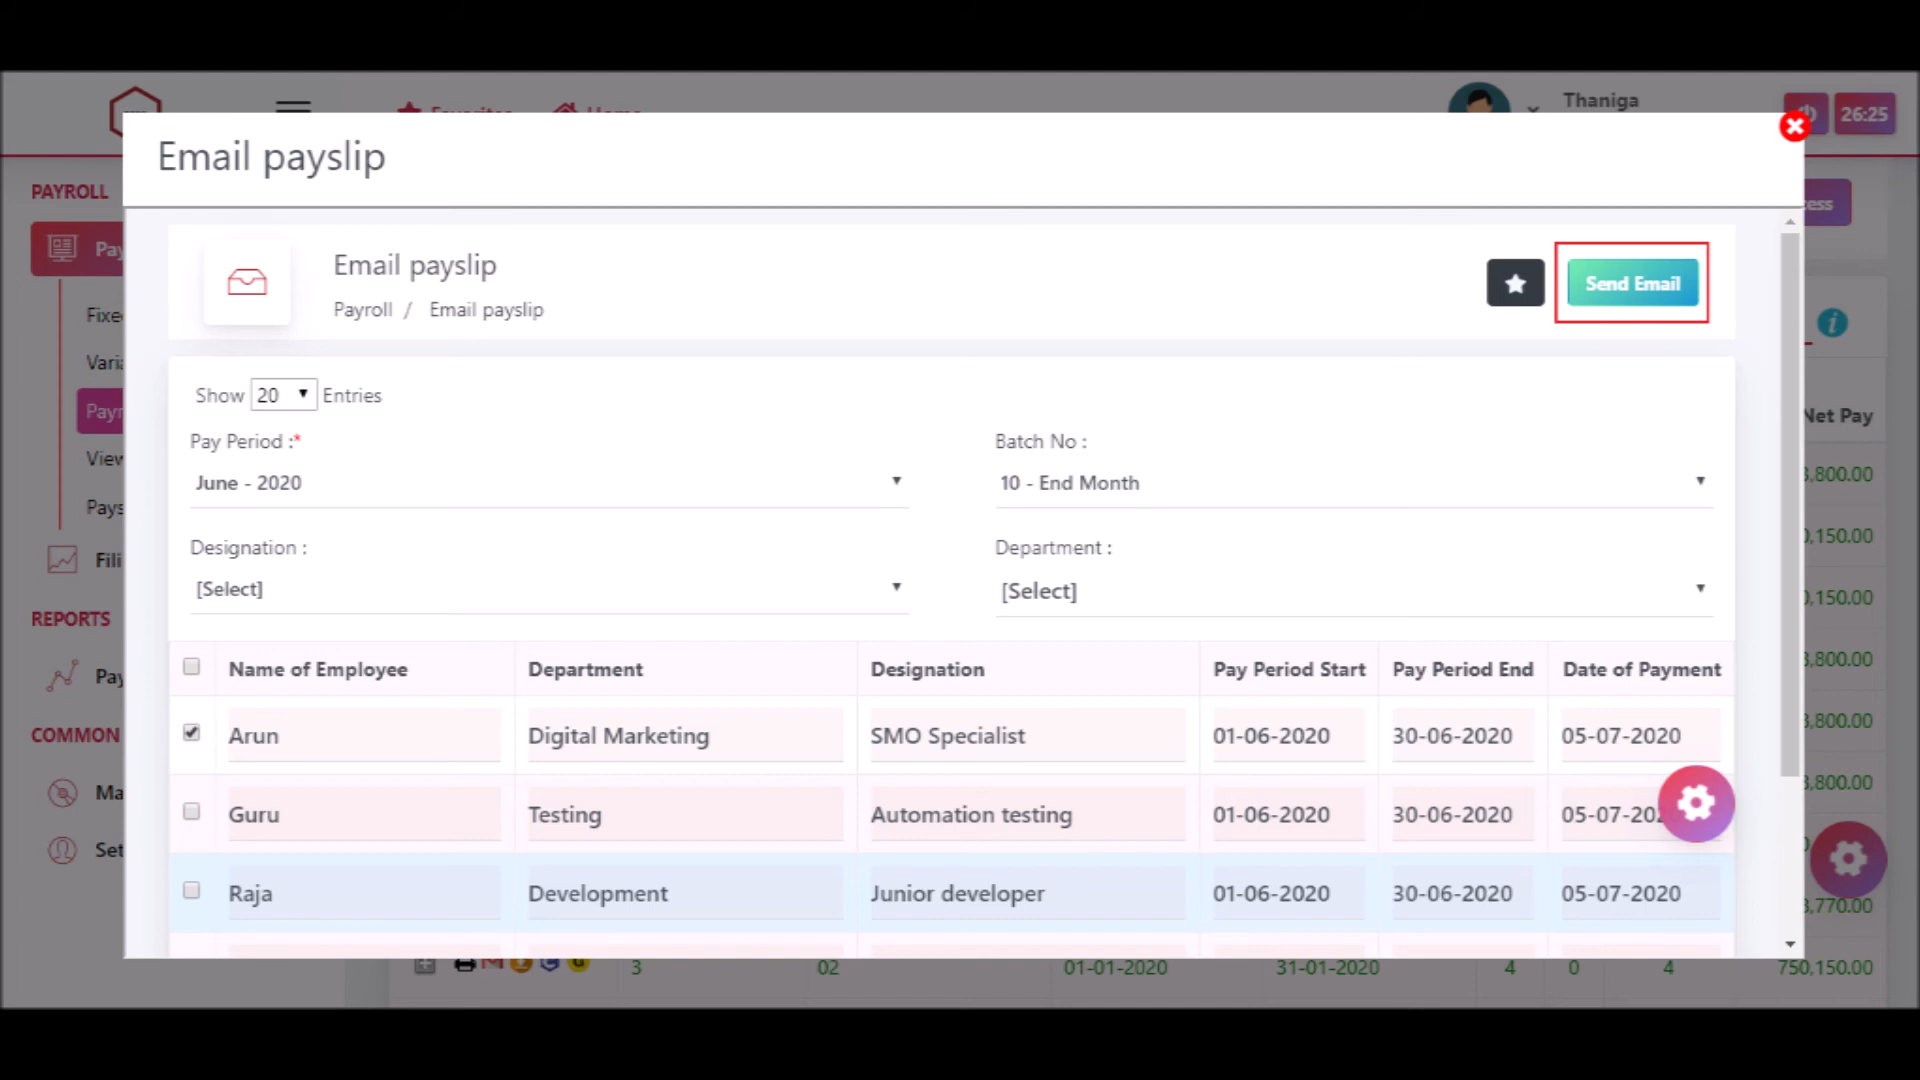 Thaniga
26:25
Email payslip
PAYROLL
Email payslip
Payroll / Email payslip
Send Email
Show 20 Entries
Pay Period :*
Batch No :
Net Pay
June - 2020
10 - End Month
Designation :
Department :
[Select]
[Select]
REPORTS
Name of Employee Department Designation Pay Period Start Pay Period End Date of Payment
COMMON
Arun Digital Marketing SMO Specialist 01-06-2020 30-06-2020 05-07-2020
Guru Testing Automation testing 01-06-2020 30-06-2020
Raja Development Junior developer 01-06-2020 30-06-2020 05-07-2020
3 02 01-01-2020 31-01-2020 4 0 4 750,150.00